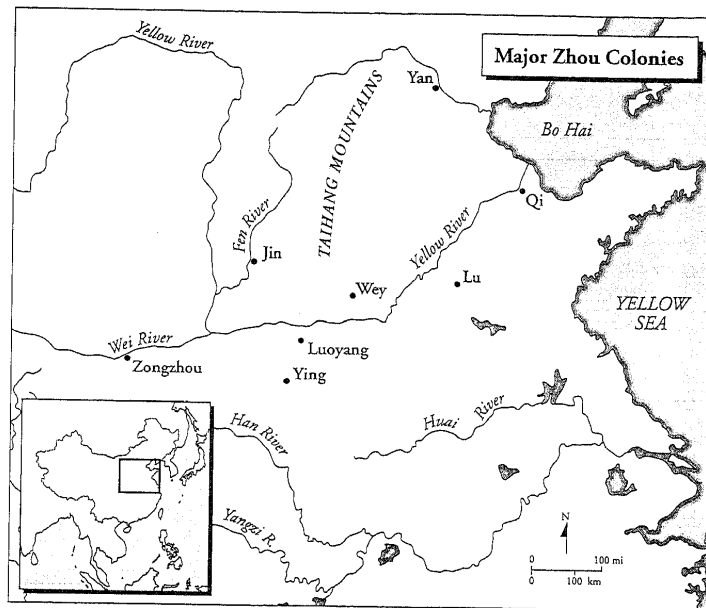 Yellow River
Major Zhou Colonies
Yan
TAIHANG MOUNTAINS
Bo Hai
Fen River
Qi
Yellow River
Jin
Lu
Wey
YELLOW
SEA
Wei River
Luoyang
Zongzhou
Ying
Han River
Huai River
Yangzi R.
N
0 100 mi
0 100 km